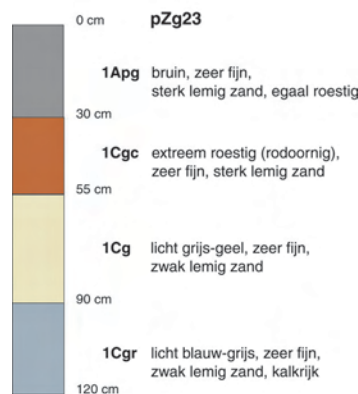 0 cm pZg23
1Apg bruin, zeer fijn,
sterk lemig zand, egaal roestig
30 cm
1Cgc extreem roestig (rodoornig),
zeer fijn, sterk lemig zand
55 cm
1Cg licht grijs-geel, zeer fijn,
zwak lemig zand
90 cm
1Cgr licht blauw-grijs, zeer fijn,
zwak lemig zand, kalkrijk
120 cm